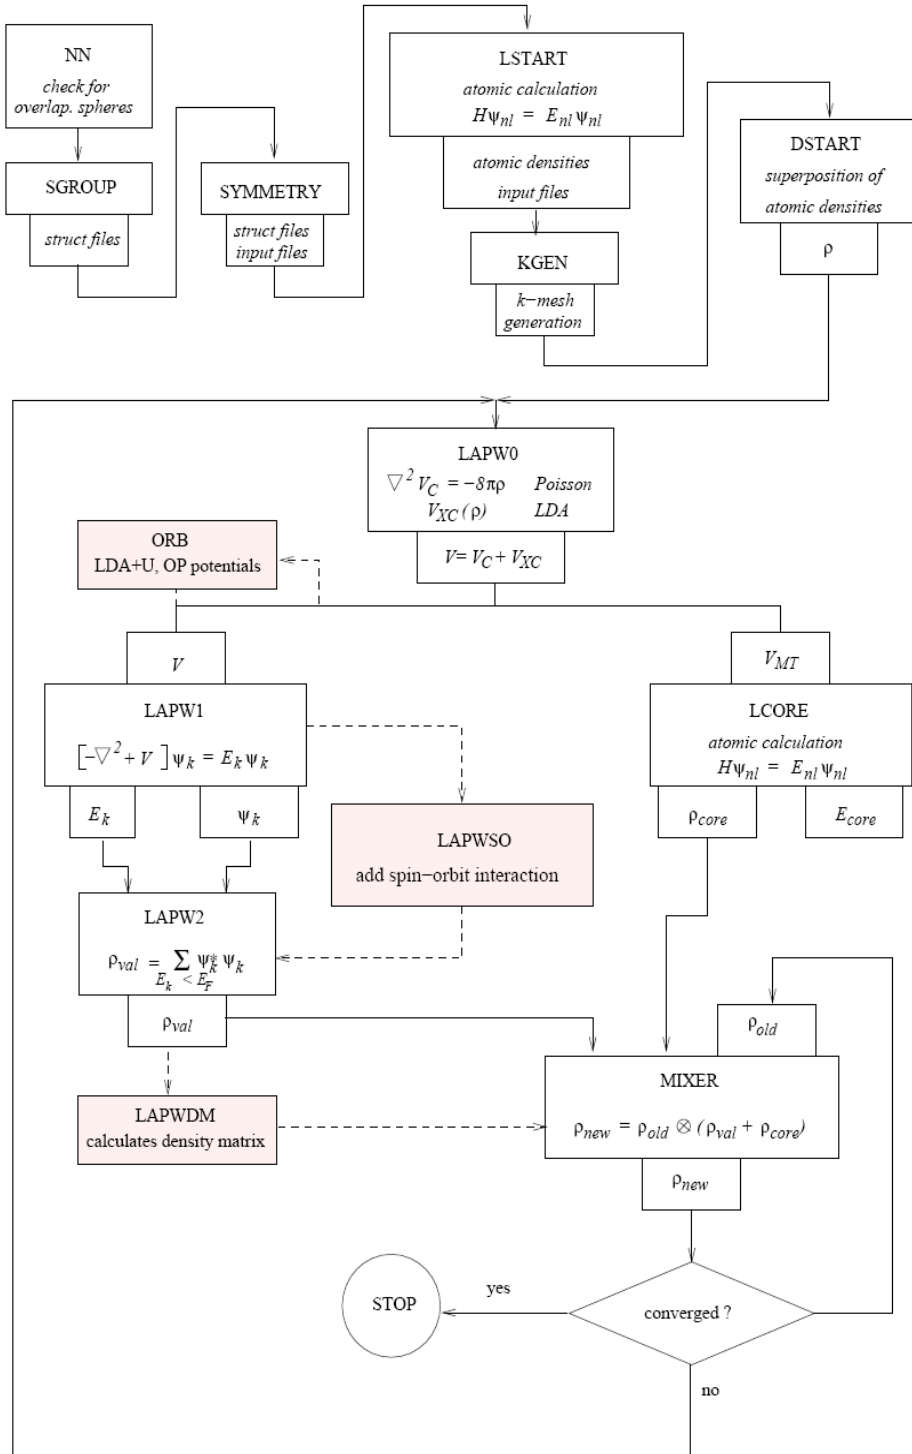 NN
check for
overlap. spheres
SGROUP
struct files
SYMMETRY
struct files
input files
LSTART
atomic calculation
Hψnl = Enl ψnl
atomic densities
input files
KGEN
k−mesh
generation
DSTART
superposition of
atomic densities
ρ
LAPW0
▽² VC = −8πρ Poisson
VXC(ρ) LDA
V= VC + VXC
ORB
LDA+U, OP potentials
V
LAPW1
[−▽² + V] ψk = Ek ψk
Ek ψk
LAPWSO
add spin−orbit interaction
LAPW2
ρval = Σ ψk* ψk
Ek < EF
ρval
LAPWDM
calculates density matrix
VMT
LCORE
atomic calculation
Hψnl = Enl ψnl
ρcore Ecore
ρold
MIXER
ρnew = ρold ⊗ (ρval + ρcore)
ρnew
converged ?
yes
STOP
no